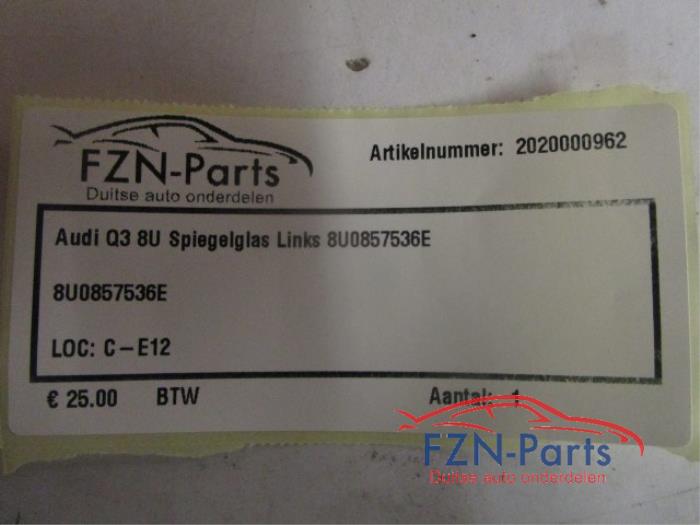 FZN-Parts
Duitse auto onderdelen
Artikelnummer: 2020000962
Audi Q3 8U Spiegelglas Links 8U0857536E
8U0857536E
LOC: C-E12
€ 25.00 BTW Aantal: 1
FZN-Parts
Duitse auto onderdelen